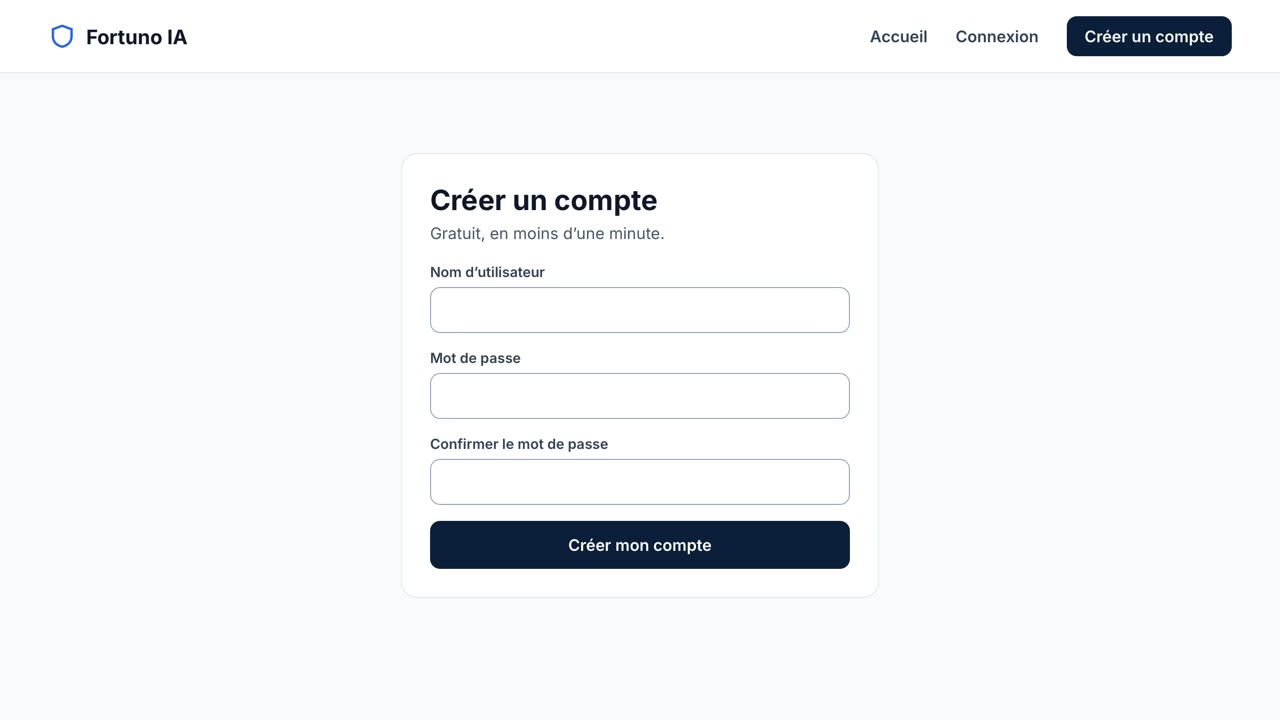 Fortuno IA
Accueil
Connexion
Créer un compte
Créer un compte
Gratuit, en moins d’une minute.
Nom d’utilisateur
Mot de passe
Confirmer le mot de passe
Créer mon compte